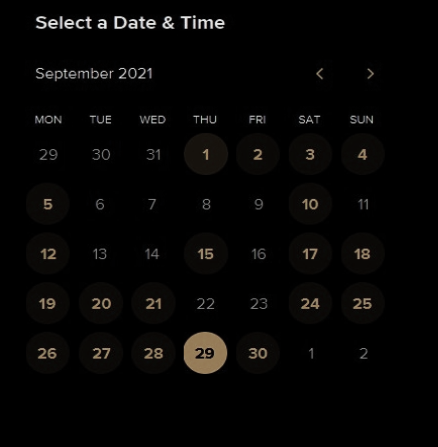 Select a Date & Time
September 2021
MON TUE WED THU FRI SAT SUN
29 30 31 1 2 3 4
5 6 7 8 9 10 11
12 13 14 15 16 17 18
19 20 21 22 23 24 25
26 27 28 29 30 1 2